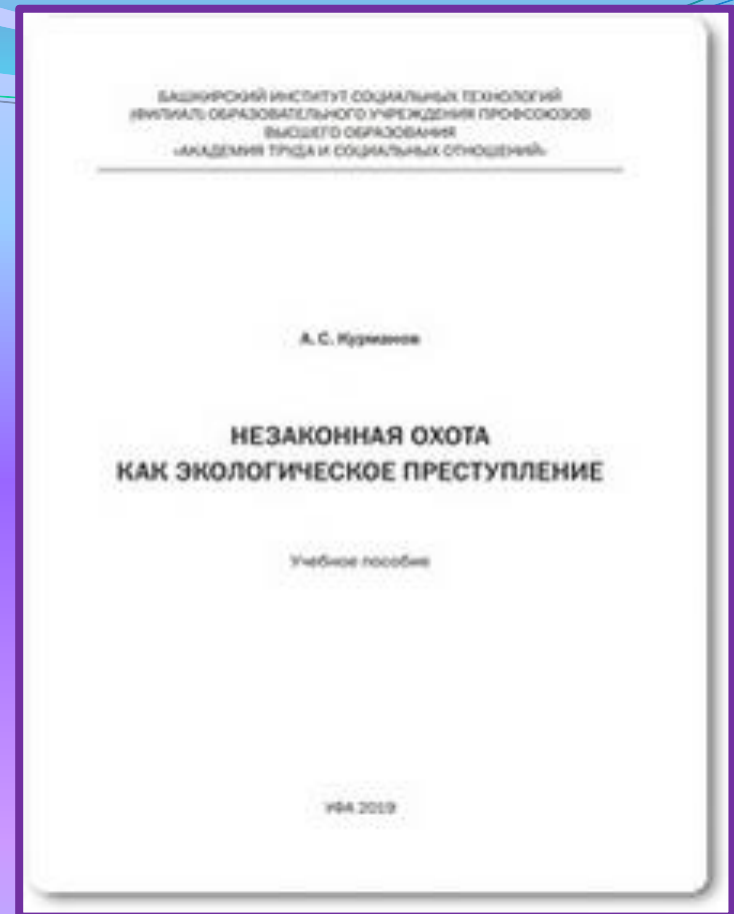 БАШКИРСКИЙ ИНСТИТУТ СОЦИАЛЬНЫХ ТЕХНОЛОГИЙ
(ФИЛИАЛ) ОБРАЗОВАТЕЛЬНОГО УЧРЕЖДЕНИЯ ПРОФСОЮЗОВ
ВЫСШЕГО ОБРАЗОВАНИЯ
«АКАДЕМИЯ ТРУДА И СОЦИАЛЬНЫХ ОТНОШЕНИЙ»
А. С. Курманов
НЕЗАКОННАЯ ОХОТА
КАК ЭКОЛОГИЧЕСКОЕ ПРЕСТУПЛЕНИЕ
Учебное пособие
УФА 2019